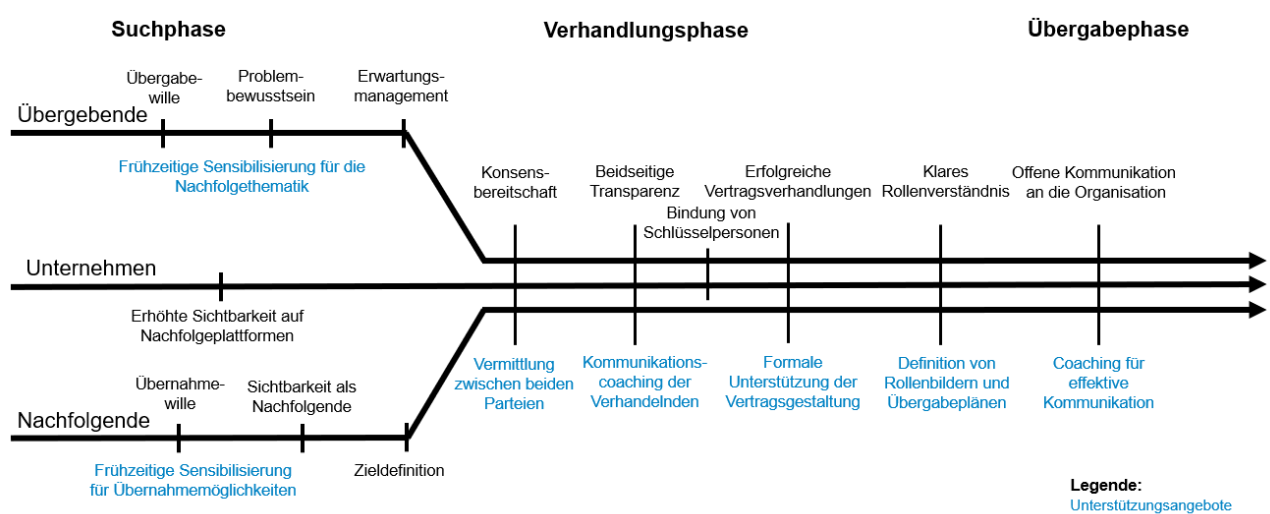 Suchphase
Verhandlungsphase
Übergabephase
Übergabe-
wille
Problem-
bewusstsein
Erwartungs-
management
Übergebende
Frühzeitige Sensibilisierung für die
Nachfolgethematik
Konsens-
bereitschaft
Beidseitige
Transparenz
Erfolgreiche
Vertragsverhandlungen
Bindung von
Schlüsselpersonen
Klares
Rollenverständnis
Offene Kommunikation
an die Organisation
Unternehmen
Erhöhte Sichtbarkeit auf
Nachfolgeplattformen
Übernahme-
wille
Sichtbarkeit als
Nachfolgende
Nachfolgende
Frühzeitige Sensibilisierung
für Übernahmemöglichkeiten
Zieldefinition
Vermittlung
zwischen beiden
Parteien
Kommunikations-
coaching der
Verhandelnden
Formale
Unterstützung der
Vertragsgestaltung
Definition von
Rollenbildern und
Übergabeplänen
Coaching für
effektive
Kommunikation
Legende:
Unterstützungsangebote